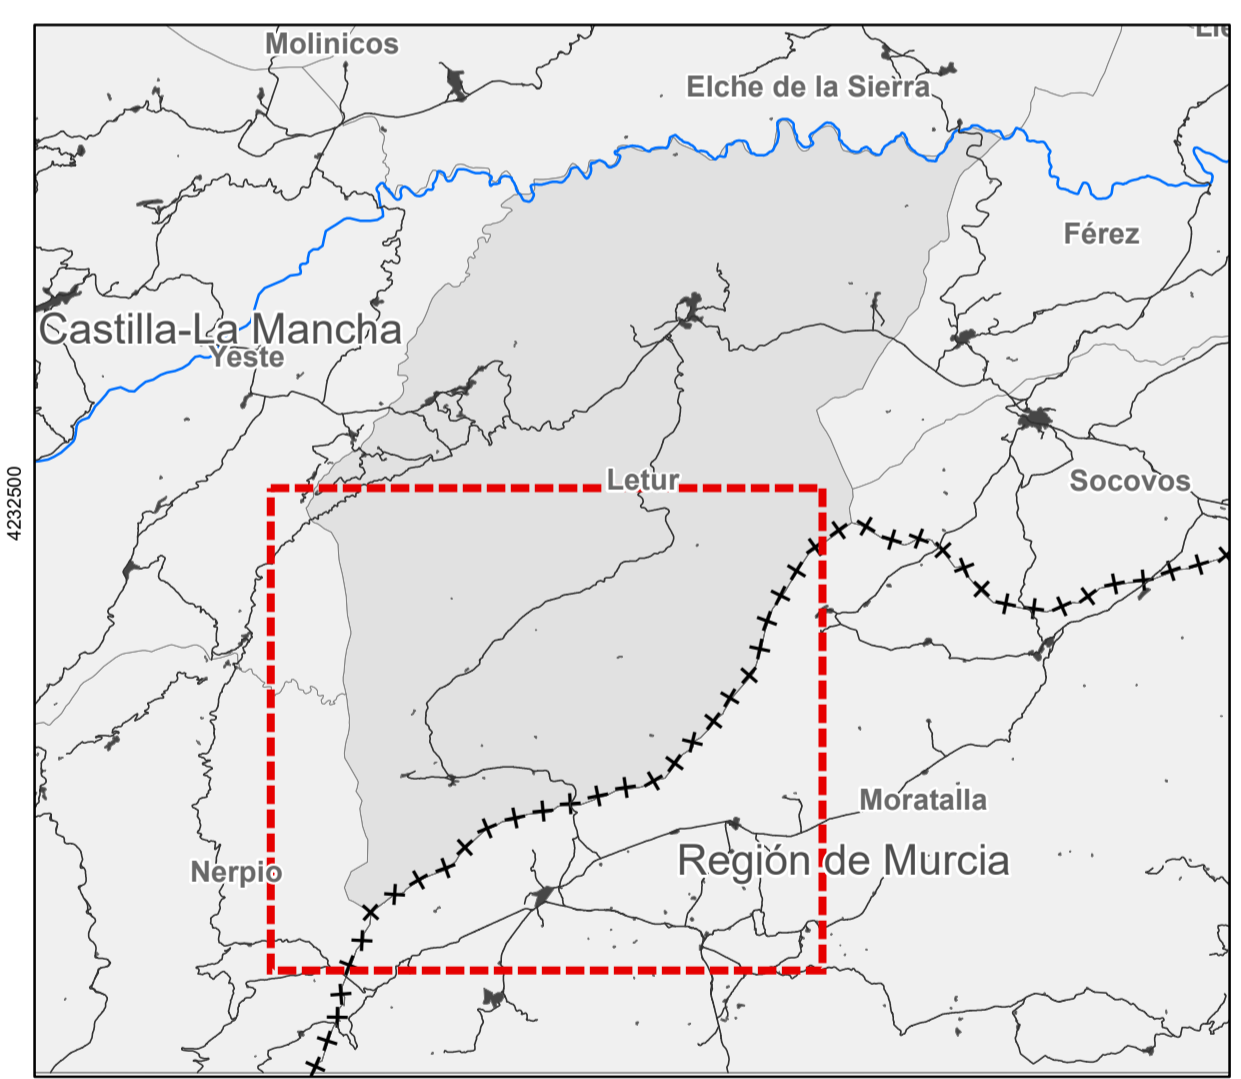 Molinicos
Elche de la Sierra
Férez
Castilla-La Mancha
Yeste
Letur
Socovos
4232500
Moratalla
Región de Murcia
Nerpio